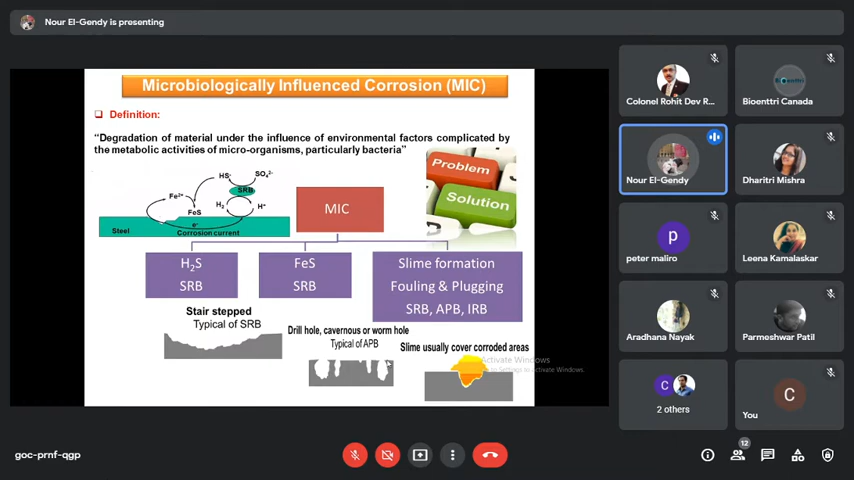 Nour El-Gendy is presenting
Microbiologically Influenced Corrosion (MIC)
Definition:
“Degradation of material under the influence of environmental factors complicated by
the metabolic activities of micro-organisms, particularly bacteria”
HS-
SO₄²⁻
SRB
Fe²⁺
H₂
H⁺
FeS
e-
Steel
Corrosion current
MIC
Problem
Solution
H₂S
SRB
FeS
SRB
Slime formation
Fouling & Plugging
SRB, APB, IRB
Stair stepped
Typical of SRB
Drill hole, cavernous or worm hole
Typical of APB
Slime usually cover corroded areas
Activate Windows
to Settings to activate Windows.
Colonel Rohit Dev R...
Bioenttri Canada
Nour El-Gendy
Dharitri Mishra
p
peter maliro
Leena Kamalaskar
Aradhana Nayak
Parmeshwar Patil
C
2 others
C
You
goc-prnf-qgp
12